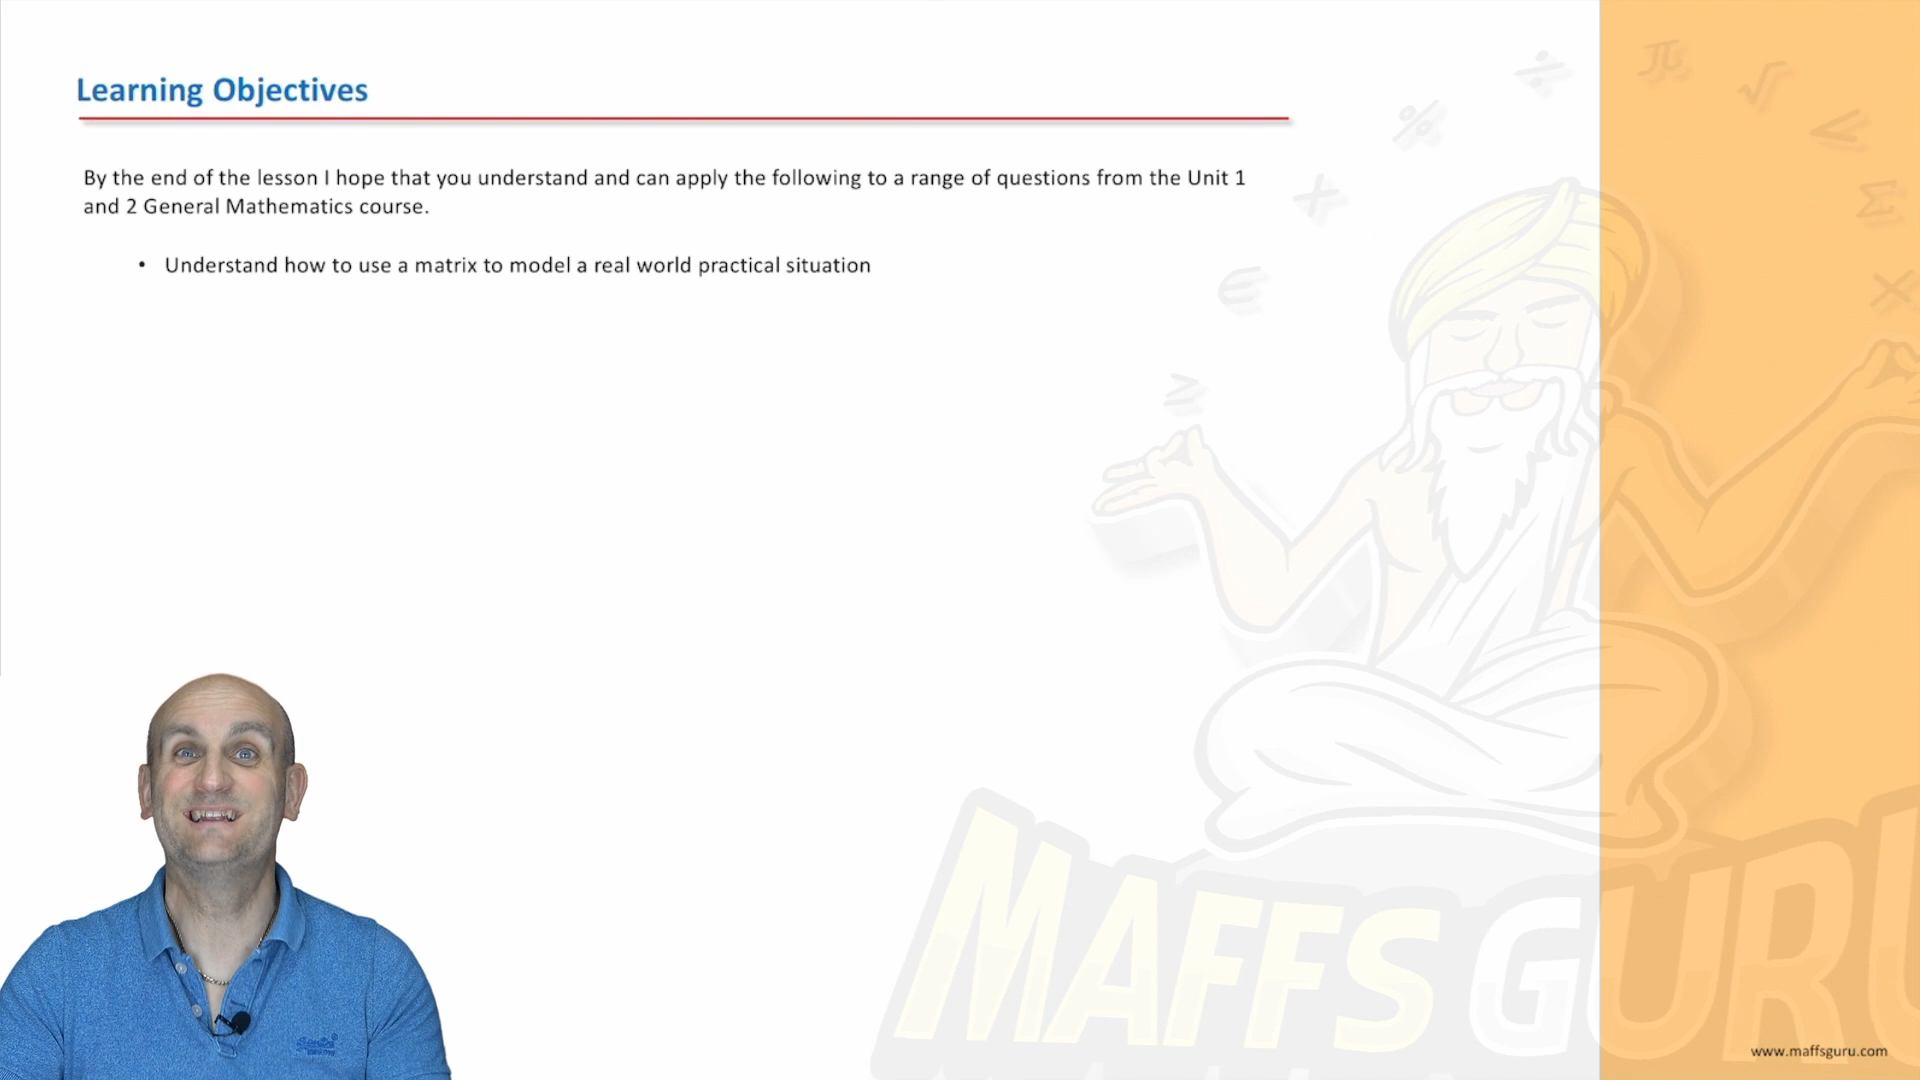 Learning Objectives
By the end of the lesson I hope that you understand and can apply the following to a range of questions from the Unit 1
and 2 General Mathematics course.
• Understand how to use a matrix to model a real world practical situation
MAFFS GURU
www.maffsguru.com